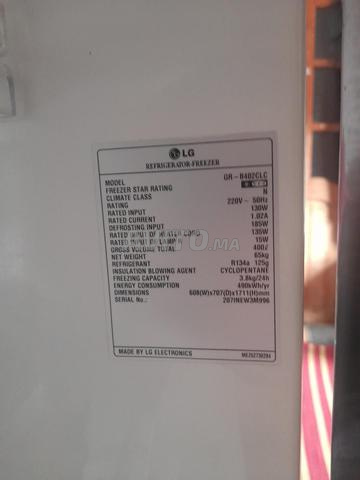 LG
REFRIGERATOR-FREEZER
MODEL GR-B402CLC
FREEZER STAR RATING
CLIMATE CLASS N
RATING 220V ~ 50Hz
RATED INPUT 130W
RATED CURRENT 1.02A
DEFROSTING INPUT 185W
RATED INPUT OF HEATER CORD 135W
RATED INPUT OF LAMP 15W
GROSS VOLUME TOTAL 400ℓ
NET WEIGHT 65kg
REFRIGERANT R134a 125g
INSULATION BLOWING AGENT CYCLOPENTANE
FREEZING CAPACITY 3.8kg/24h
ENERGY CONSUMPTION 490kWh/yr
DIMENSIONS 608(W)x707(D)x1711(H)mm
SERIAL No.: 207INEW3M996
MADE BY LG ELECTRONICS MEZ62730204
.MA